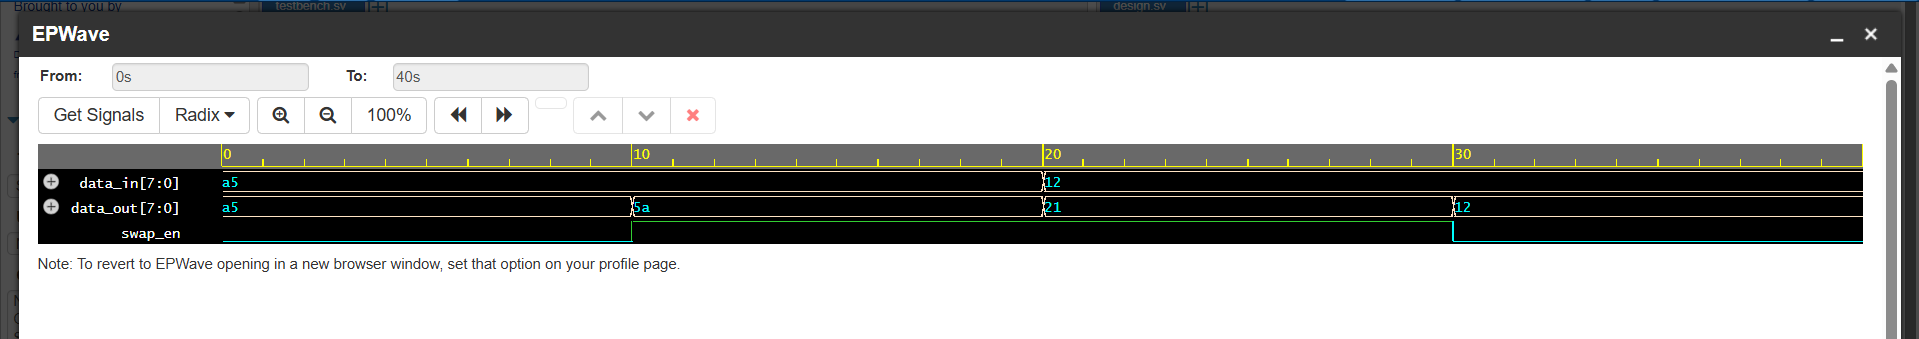 Brought to you by testbench.sv design.sv
EPWave
From: 0s To: 40s
Get Signals Radix 100%
0 10 20 30
data_in[7:0] a5 12
data_out[7:0] a5 5a 21 12
swap_en
Note: To revert to EPWave opening in a new browser window, set that option on your profile page.